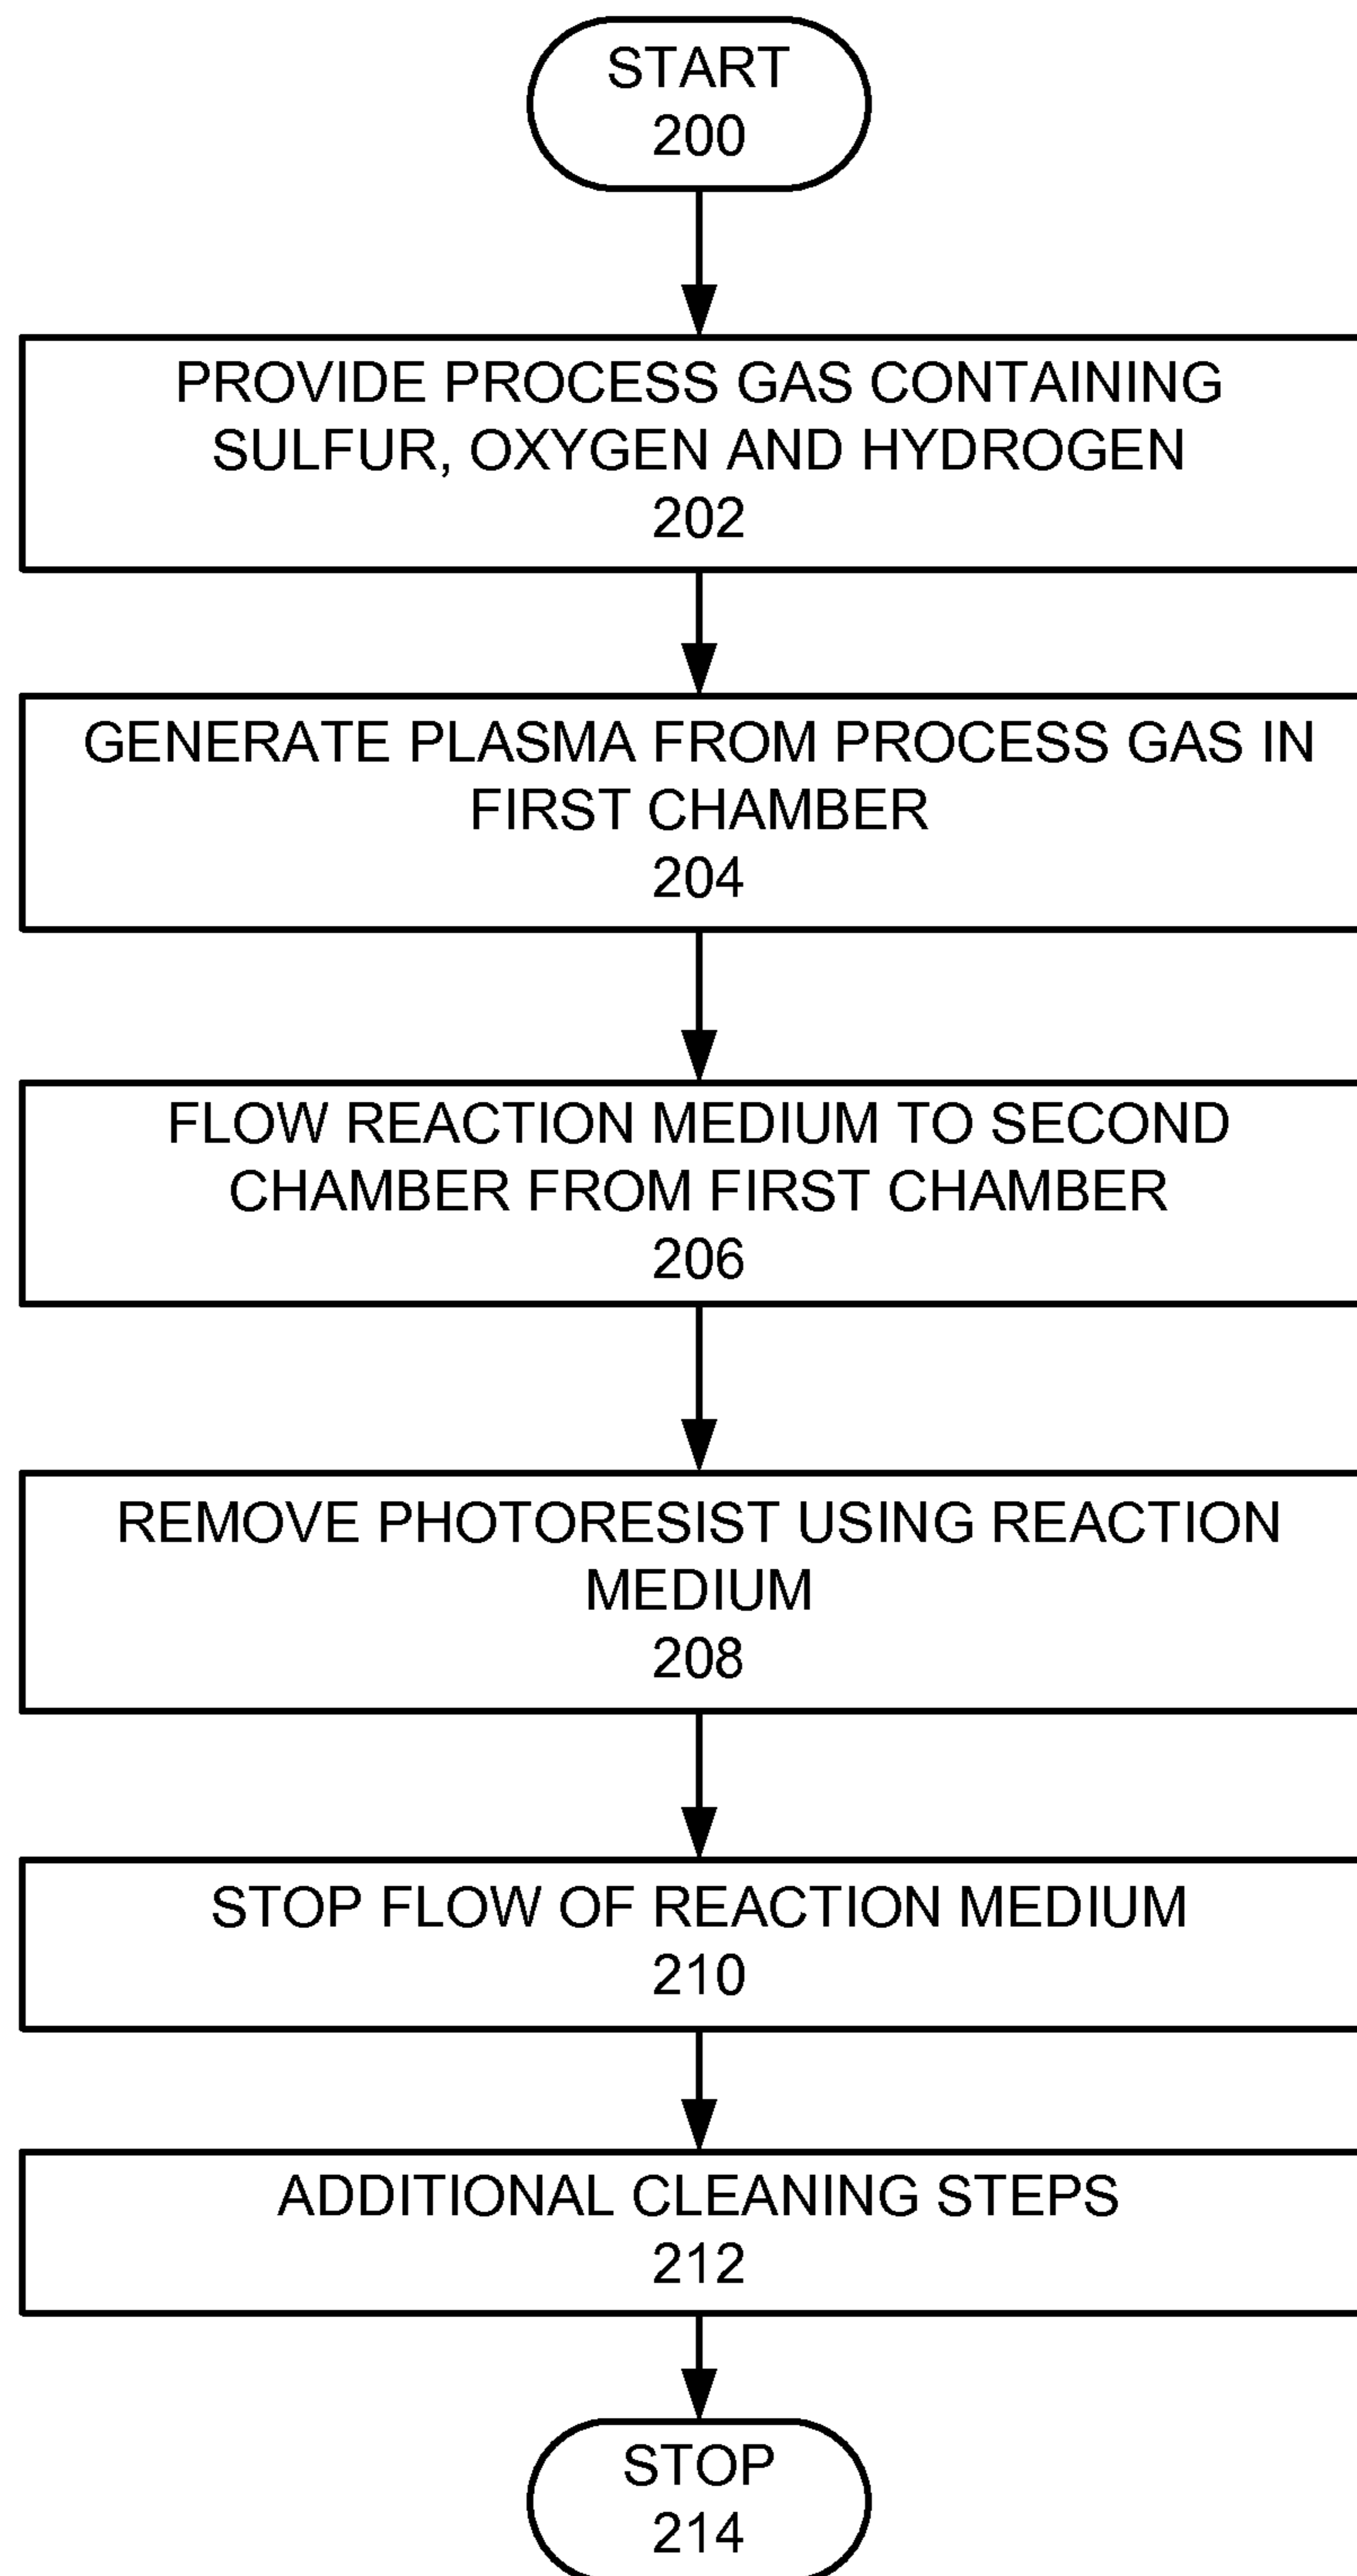 START
200
PROVIDE PROCESS GAS CONTAINING
SULFUR, OXYGEN AND HYDROGEN
202
GENERATE PLASMA FROM PROCESS GAS IN
FIRST CHAMBER
204
FLOW REACTION MEDIUM TO SECOND
CHAMBER FROM FIRST CHAMBER
206
REMOVE PHOTORESIST USING REACTION
MEDIUM
208
STOP FLOW OF REACTION MEDIUM
210
ADDITIONAL CLEANING STEPS
212
STOP
214